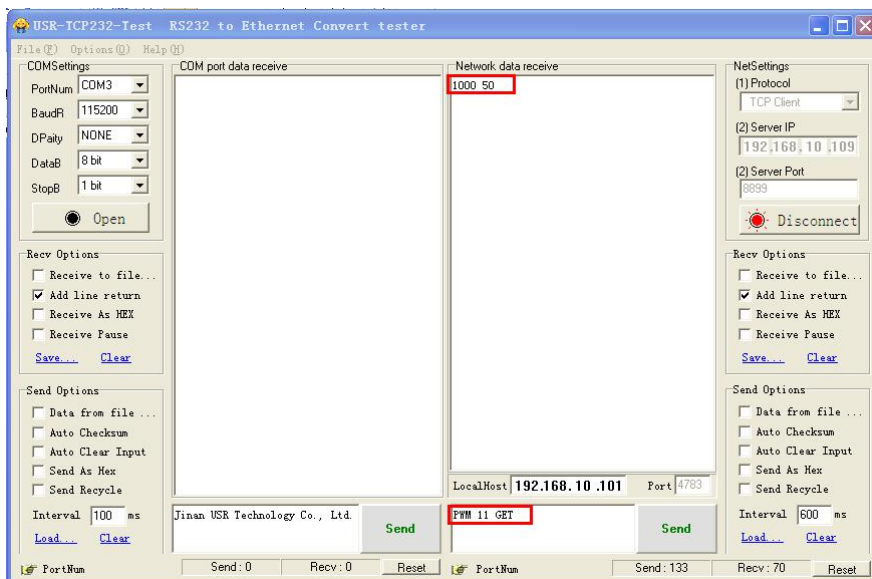 USR-TCP232-Test RS232 to Ethernet Convert tester
File(F) Options(O) Help(H)
COMSettings
PortNum COM3
BaudR 115200
DPaity NONE
DataB 8 bit
StopB 1 bit
Open
Recv Options
Receive to file...
Add line return
Receive As HEX
Receive Pause
Save... Clear
Send Options
Data from file ...
Auto Checksum
Auto Clear Input
Send As Hex
Send Recycle
Interval 100 ms
Load... Clear
COM port data receive
Jinan USR Technology Co., Ltd.
Send
Network data receive
1000 50
LocalHost 192.168.10.101 Port 4783
PWM 11 GET
Send
NetSettings
(1) Protocol
TCP Client
(2) Server IP
192.168.10.109
(2) Server Port
8899
Disconnect
Recv Options
Receive to file...
Add line return
Receive As HEX
Receive Pause
Save... Clear
Send Options
Data from file ...
Auto Checksum
Auto Clear Input
Send As Hex
Send Recycle
Interval 600 ms
Load... Clear
PortNum Send : 0 Recv : 0 Reset PortNum Send : 133 Recv : 70 Reset